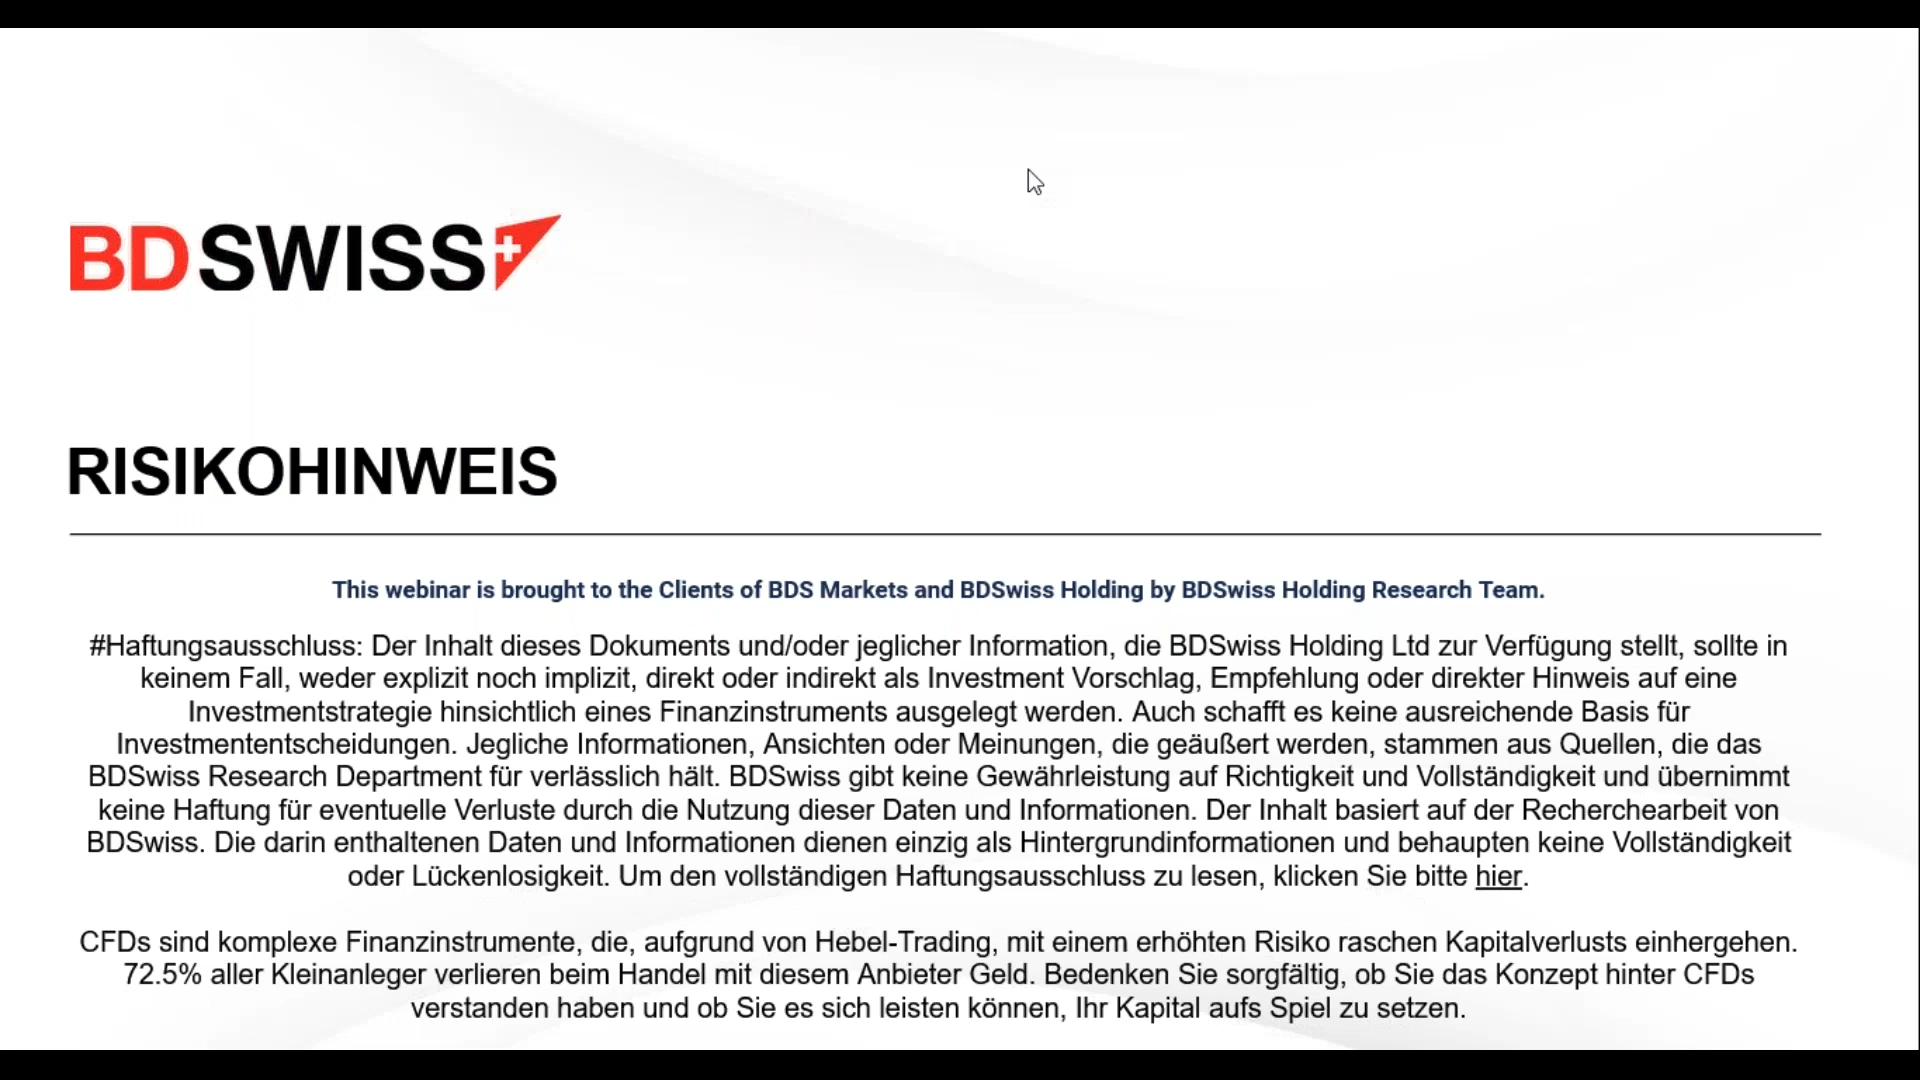 BDSWISS
RISIKOHINWEIS
This webinar is brought to the Clients of BDS Markets and BDSwiss Holding by BDSwiss Holding Research Team.
#Haftungsausschluss: Der Inhalt dieses Dokuments und/oder jeglicher Information, die BDSwiss Holding Ltd zur Verfügung stellt, sollte in
keinem Fall, weder explizit noch implizit, direkt oder indirekt als Investment Vorschlag, Empfehlung oder direkter Hinweis auf eine
Investmentstrategie hinsichtlich eines Finanzinstruments ausgelegt werden. Auch schafft es keine ausreichende Basis für
Investmententscheidungen. Jegliche Informationen, Ansichten oder Meinungen, die geäußert werden, stammen aus Quellen, die das
BDSwiss Research Department für verlässlich hält. BDSwiss gibt keine Gewährleistung auf Richtigkeit und Vollständigkeit und übernimmt
keine Haftung für eventuelle Verluste durch die Nutzung dieser Daten und Informationen. Der Inhalt basiert auf der Recherchearbeit von
BDSwiss. Die darin enthaltenen Daten und Informationen dienen einzig als Hintergrundinformationen und behaupten keine Vollständigkeit
oder Lückenlosigkeit. Um den vollständigen Haftungsausschluss zu lesen, klicken Sie bitte hier.
CFDs sind komplexe Finanzinstrumente, die, aufgrund von Hebel-Trading, mit einem erhöhten Risiko raschen Kapitalverlusts einhergehen.
72.5% aller Kleinanleger verlieren beim Handel mit diesem Anbieter Geld. Bedenken Sie sorgfältig, ob Sie das Konzept hinter CFDs
verstanden haben und ob Sie es sich leisten können, Ihr Kapital aufs Spiel zu setzen.